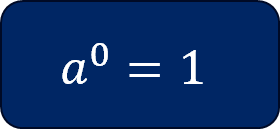 a⁰ = 1